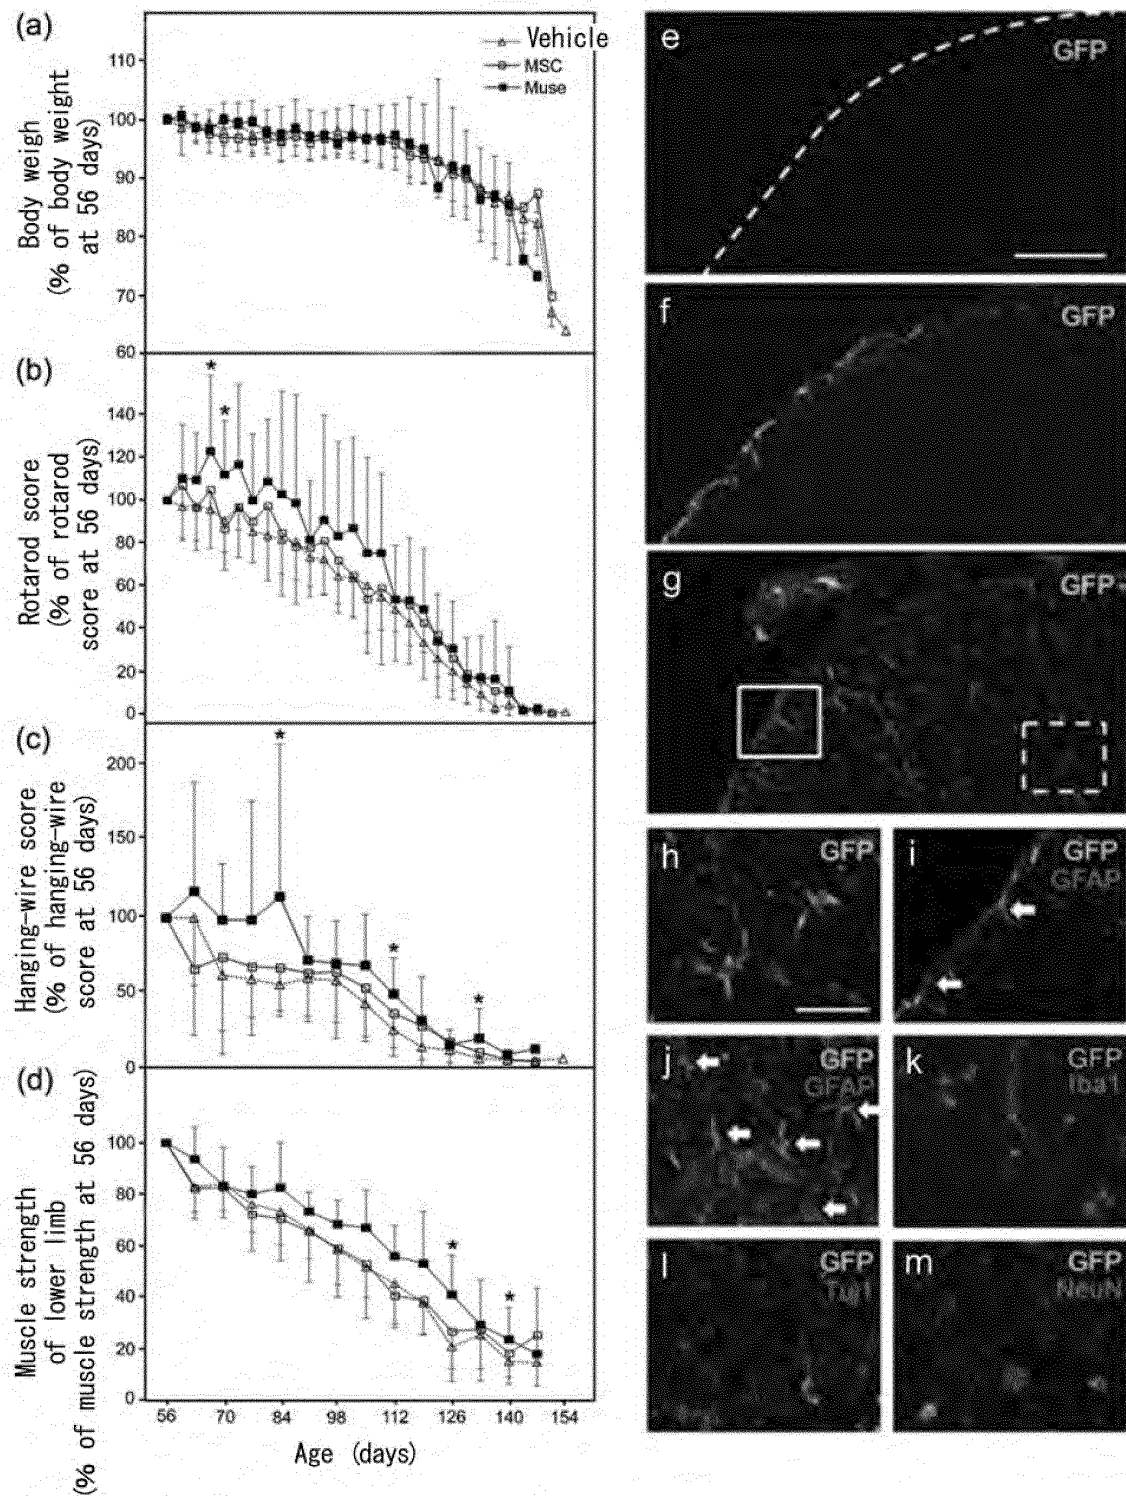 (a)
Body weigh
(% of body weight
at 56 days)
110
100
90
80
70
60
Vehicle
MSC
Muse
(b)
Rotarod score
(% of rotarod
score at 56 days)
140
120
100
80
60
40
20
0
* *
(c)
Hanging-wire score
(% of hanging-wire
score at 56 days)
200
150
100
50
0
* * *
(d)
Muscle strength
of lower limb
(% of muscle strength at 56 days)
100
80
60
40
20
0
* *
56 70 84 98 112 126 140 154
Age (days)
e
GFP
f
GFP
g
GFP
h
GFP
i
GFP
GFAP
j
GFP
GFAP
k
GFP
Iba1
l
GFP
Tuj1
m
GFP
NeuN